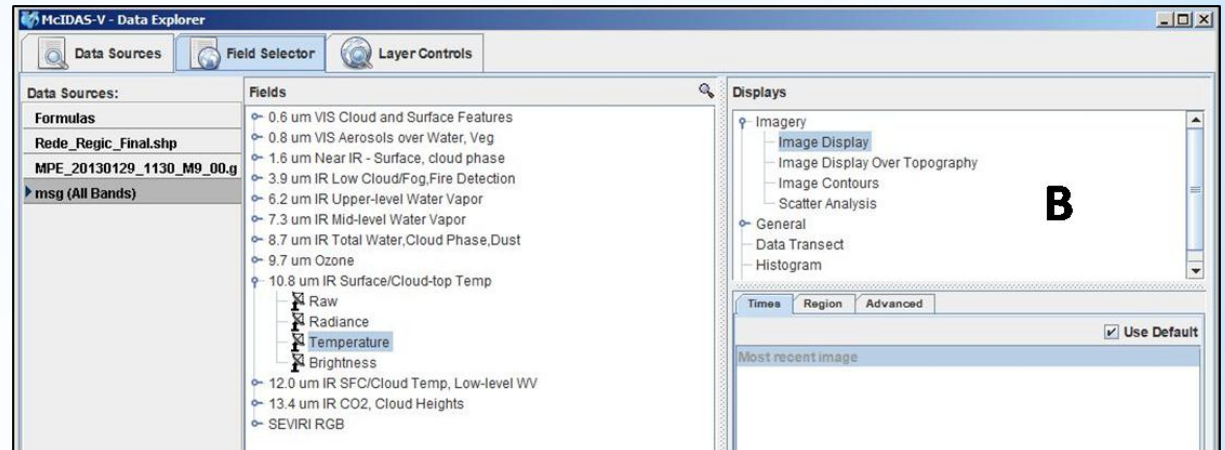 McIDAS-V - Data Explorer
Data Sources
Field Selector
Layer Controls
Data Sources:
Formulas
Rede_Regic_Final.shp
MPE_20130129_1130_M9_00.g
msg (All Bands)
Fields
0.6 um VIS Cloud and Surface Features
0.8 um VIS Aerosols over Water, Veg
1.6 um Near IR - Surface, cloud phase
3.9 um IR Low Cloud/Fog,Fire Detection
6.2 um IR Upper-level Water Vapor
7.3 um IR Mid-level Water Vapor
8.7 um IR Total Water,Cloud Phase,Dust
9.7 um Ozone
10.8 um IR Surface/Cloud-top Temp
Raw
Radiance
Temperature
Brightness
12.0 um IR SFC/Cloud Temp, Low-level WV
13.4 um IR CO2, Cloud Heights
SEVIRI RGB
Displays
Imagery
Image Display
Image Display Over Topography
Image Contours
Scatter Analysis
General
Data Transect
Histogram
B
Times
Region
Advanced
Use Default
Most recent image